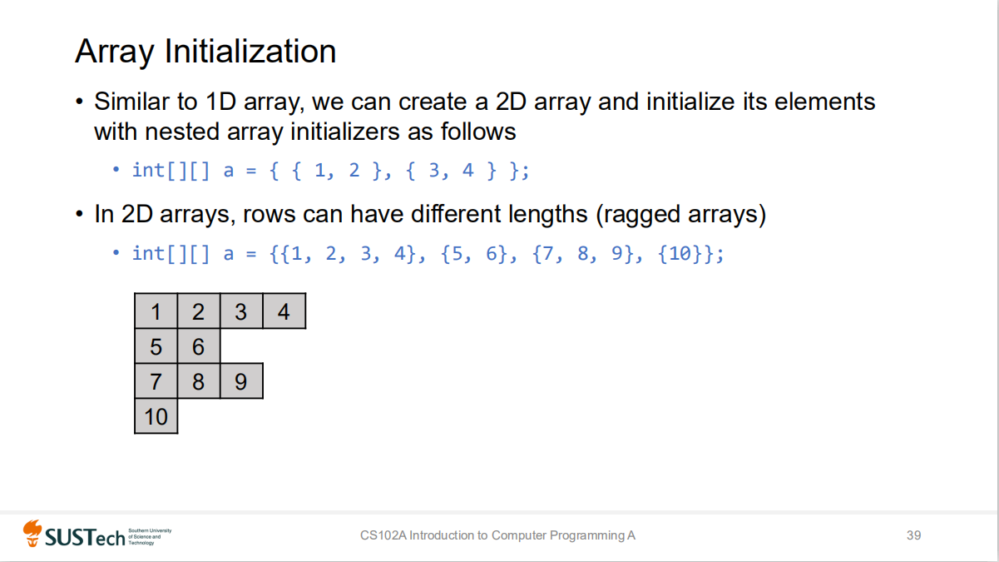 Array Initialization
• Similar to 1D array, we can create a 2D array and initialize its elements
with nested array initializers as follows
• int[][] a = { { 1, 2 }, { 3, 4 } };
• In 2D arrays, rows can have different lengths (ragged arrays)
• int[][] a = {{1, 2, 3, 4}, {5, 6}, {7, 8, 9}, {10}};
1 2 3 4
5 6
7 8 9
10
SUSTech
Southern University
of Science and
Technology
CS102A Introduction to Computer Programming A
39